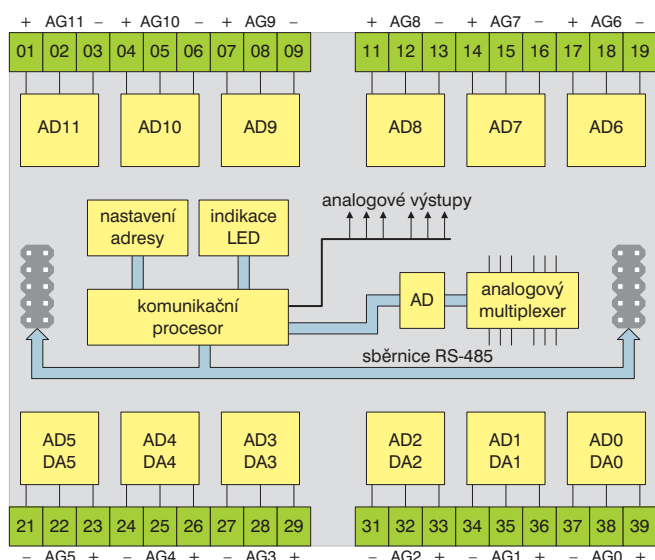 + AG11 − + AG10 − + AG9 − + AG8 − + AG7 − + AG6 −
01 02 03 04 05 06 07 08 09 11 12 13 14 15 16 17 18 19
AD11 AD10 AD9 AD8 AD7 AD6
analogové výstupy
nastavení
adresy
indikace
LED
komunikační
procesor
AD
analogový
multiplexer
sběrnice RS-485
AD5
DA5
AD4
DA4
AD3
DA3
AD2
DA2
AD1
DA1
AD0
DA0
21 22 23 24 25 26 27 28 29 31 32 33 34 35 36 37 38 39
− AG5 + − AG4 + − AG3 + − AG2 + − AG1 + − AG0 +